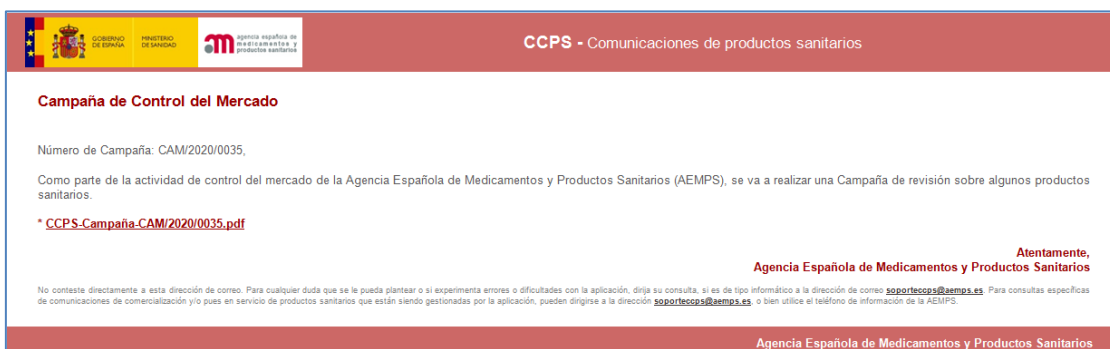 GOBIERNO
DE ESPAÑA
MINISTERIO
DE SANIDAD
agencia española de
medicamentos y
productos sanitarios
CCPS - Comunicaciones de productos sanitarios
Campaña de Control del Mercado
Número de Campaña: CAM/2020/0035,
Como parte de la actividad de control del mercado de la Agencia Española de Medicamentos y Productos Sanitarios (AEMPS), se va a realizar una Campaña de revisión sobre algunos productos
sanitarios.
* CCPS-Campaña-CAM/2020/0035.pdf
Atentamente,
Agencia Española de Medicamentos y Productos Sanitarios
No conteste directamente a esta dirección de correo. Para cualquier duda que se le pueda plantear o si experimenta errores o dificultades con la aplicación, dirija su consulta, si es de tipo informático a la dirección de correo soporteccps@aemps.es. Para consultas específicas
de comunicaciones de comercialización y/o pues en servicio de productos sanitarios que están siendo gestionadas por la aplicación, pueden dirigirse a la dirección soporteccps@aemps.es, o bien utilice el teléfono de información de la AEMPS.
Agencia Española de Medicamentos y Productos Sanitarios